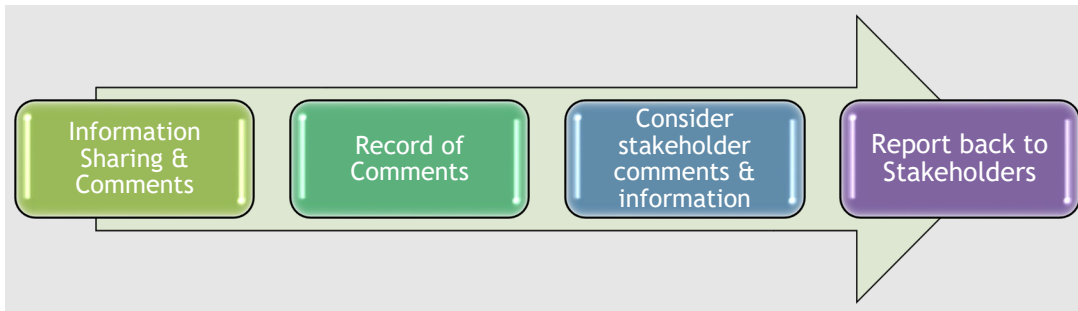 Information
Sharing &
Comments
Record of
Comments
Consider
stakeholder
comments &
information
Report back to
Stakeholders